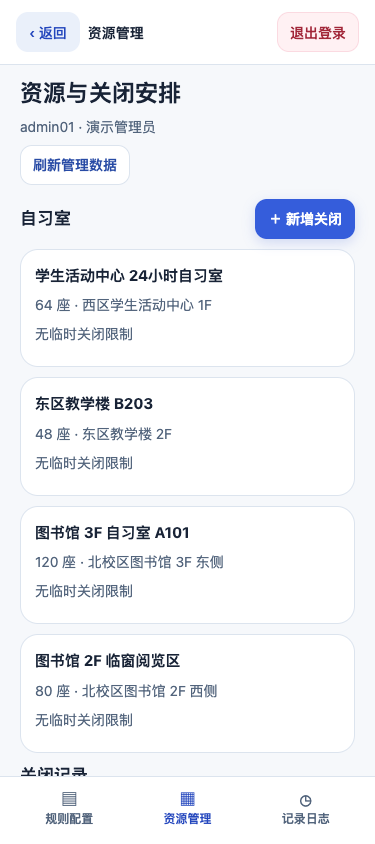 ‹ 返回
资源管理
退出登录
资源与关闭安排
admin01 · 演示管理员
刷新管理数据
自习室
+ 新增关闭
学生活动中心 24小时自习室
64 座 · 西区学生活动中心 1F
无临时关闭限制
东区教学楼 B203
48 座 · 东区教学楼 2F
无临时关闭限制
图书馆 3F 自习室 A101
120 座 · 北校区图书馆 3F 东侧
无临时关闭限制
图书馆 2F 临窗阅览区
80 座 · 北校区图书馆 2F 西侧
无临时关闭限制
关闭记录
规则配置
资源管理
记录日志